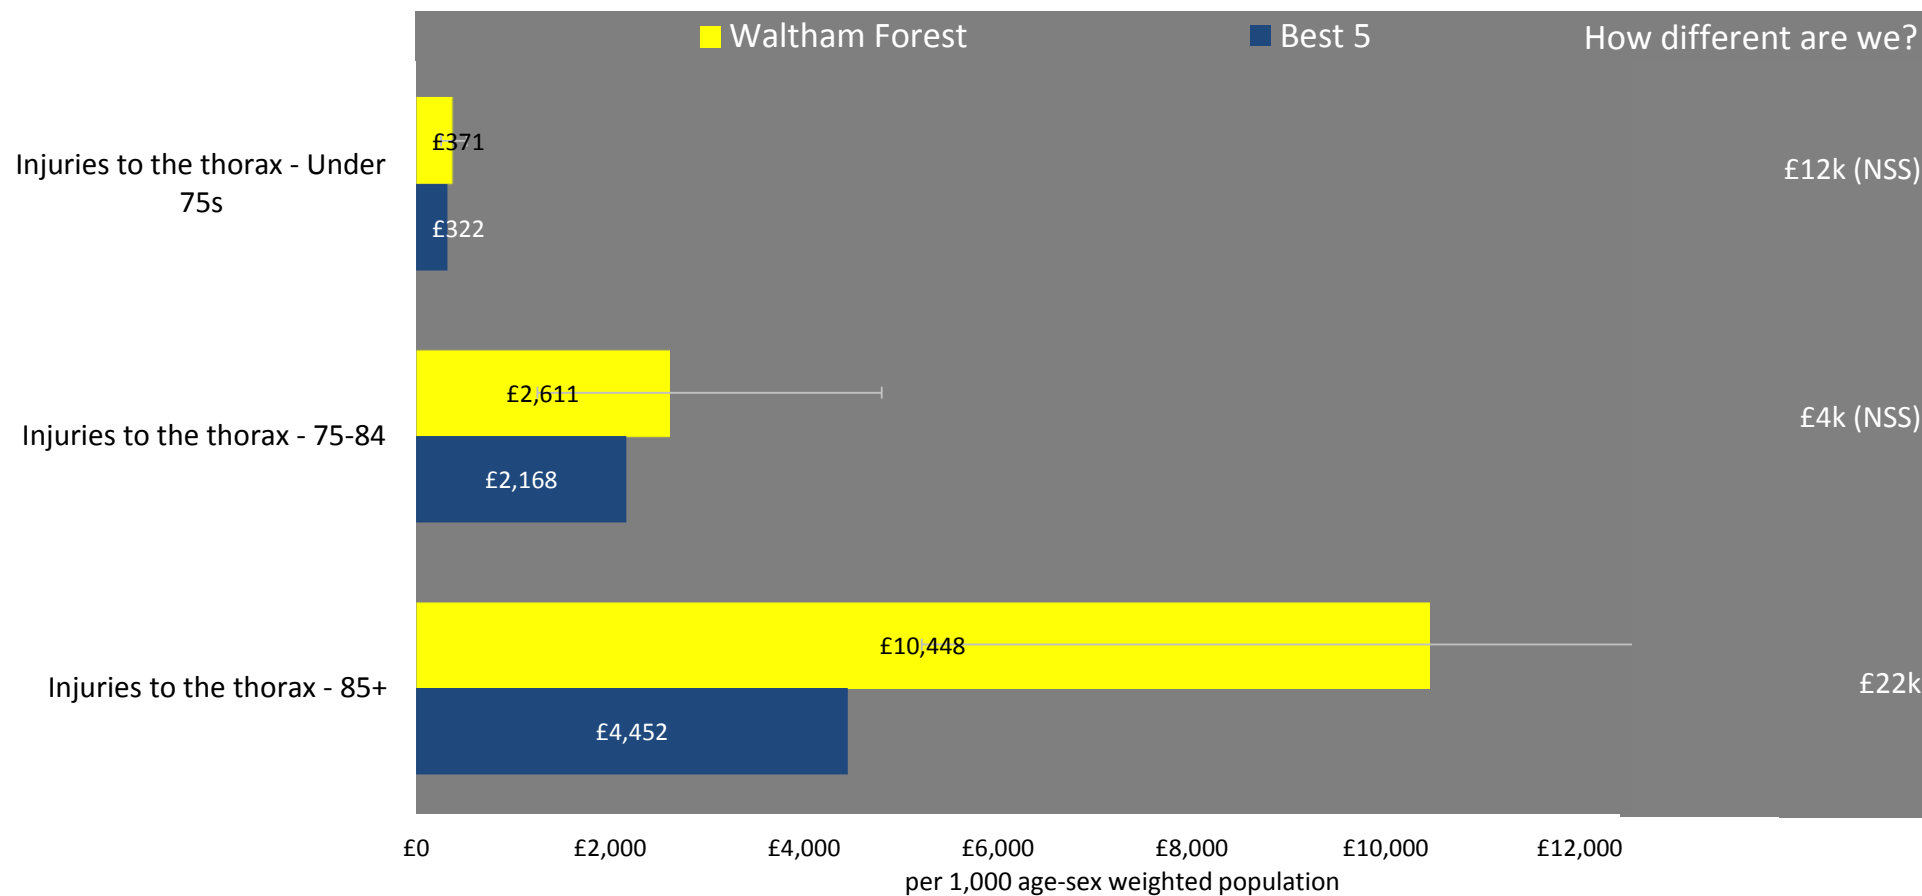 Waltham Forest Best 5 How different are we?
Injuries to the thorax - Under
75s
£371
£322
£12k (NSS)
Injuries to the thorax - 75-84
£2,611
£2,168
£4k (NSS)
Injuries to the thorax - 85+
£10,448
£4,452
£22k
£0 £2,000 £4,000 £6,000 £8,000 £10,000 £12,000
per 1,000 age-sex weighted population